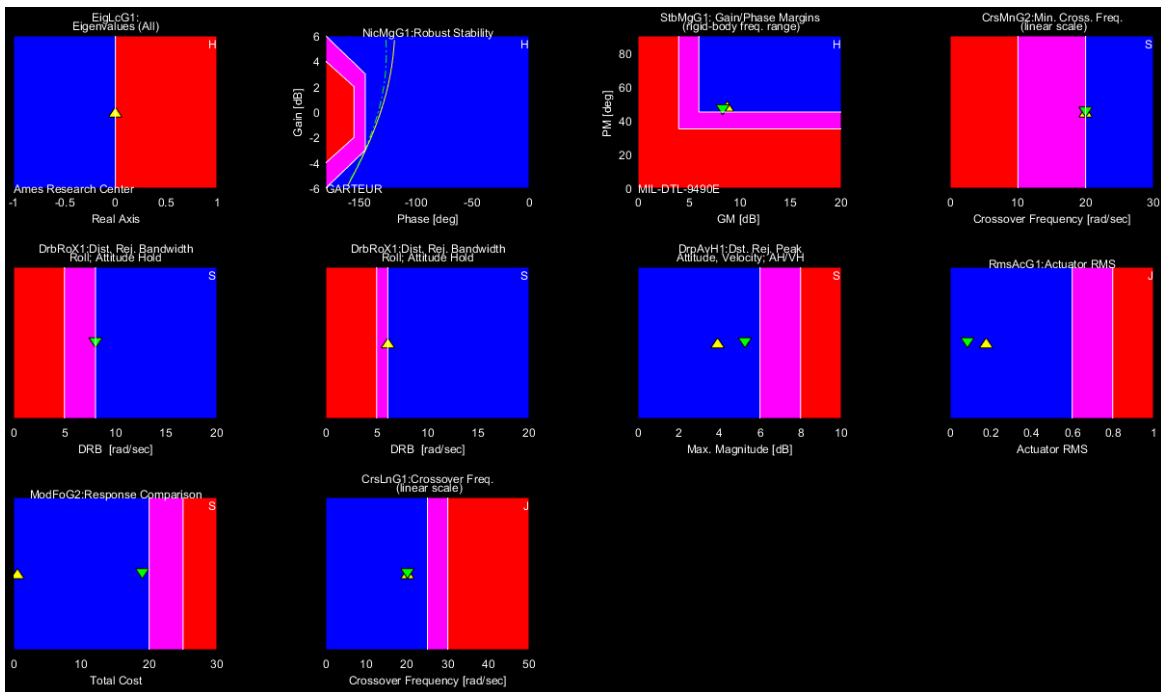 EigLcG1:
Eigenvalues (All)
H
Ames Research Center
-1 -0.5 0 0.5 1
Real Axis
NicMgG1:Robust Stability
H
6
4
2
0
-2
-4
-6
Gain [dB]
GARTEUR
-150 -100 -50 0
Phase [deg]
StbMgG1: Gain/Phase Margins
(rigid-body freq. range)
H
80
60
40
20
0
PM [deg]
MIL-DTL-9490E
0 5 10 15 20
GM [dB]
CrsMnG2:Min. Cross. Freq.
(linear scale)
S
0 10 20 30
Crossover Frequency [rad/sec]
DrbRoX1:Dist. Rej. Bandwidth
Roll; Attitude Hold
S
0 5 10 15 20
DRB [rad/sec]
DrbRoX1:Dist. Rej. Bandwidth
Roll; Attitude Hold
S
0 5 10 15 20
DRB [rad/sec]
DrpAvH1:Dst. Rej. Peak
Attitude, Velocity; AH/VH
S
0 2 4 6 8 10
Max. Magnitude [dB]
RmsAcG1:Actuator RMS
J
0 0.2 0.4 0.6 0.8 1
Actuator RMS
ModFoG2:Response Comparison
S
0 10 20 30
Total Cost
CrsLnG1:Crossover Freq.
(linear scale)
J
0 10 20 30 40 50
Crossover Frequency [rad/sec]